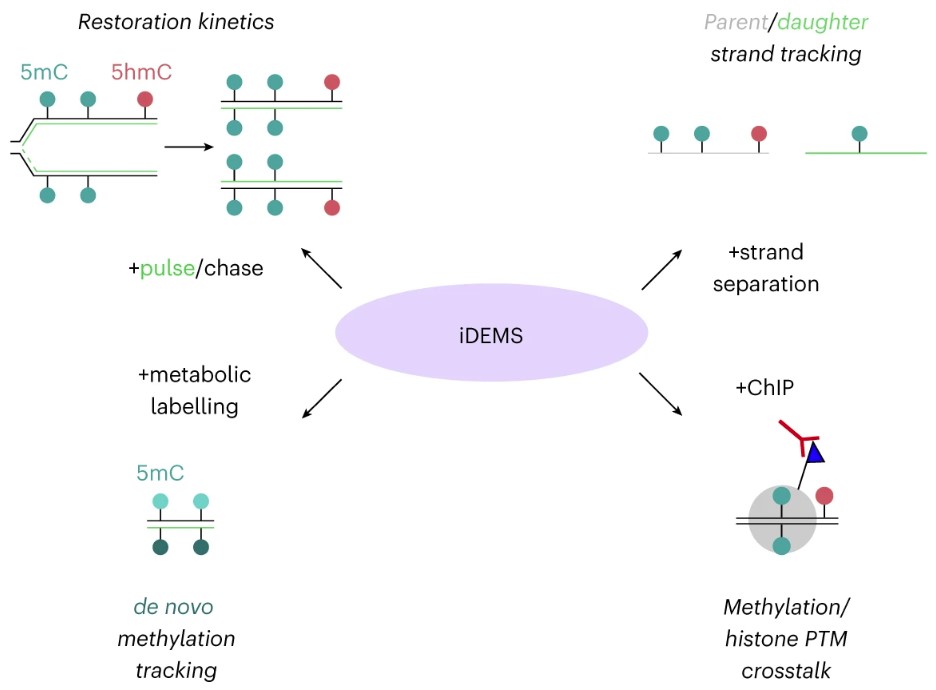 Restoration kinetics
5mC 5hmC
+pulse/chase
Parent/daughter
strand tracking
+strand
separation
iDEMS
+metabolic
labelling
5mC
de novo
methylation
tracking
+ChIP
Methylation/
histone PTM
crosstalk